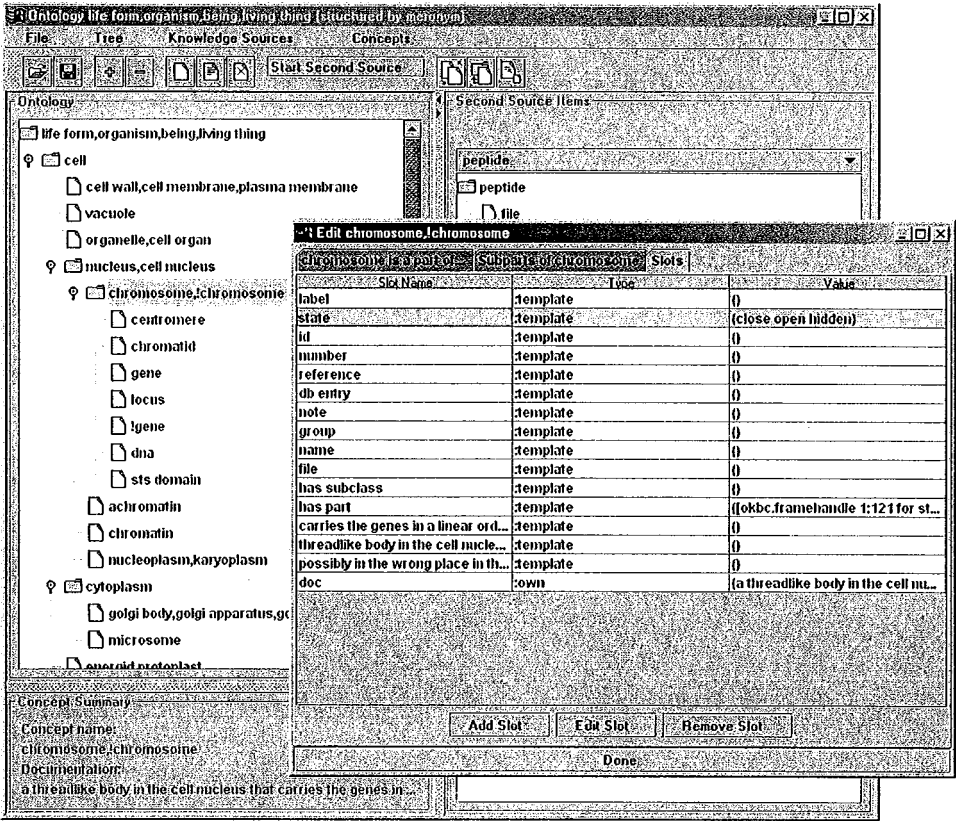 Ontology life form,organism,being,living thing (structured by meronym)
File Tree Knowledge Sources Concepts
Start Second Source
Ontology
life form,organism,being,living thing
cell
cell wall,cell membrane,plasma membrane
vacuole
organelle,cell organ
nucleus,cell nucleus
chromosome,!chromosome
centromere
chromatid
gene
locus
!gene
dna
sts domain
achromatin
chromatin
nucleoplasm,karyoplasm
cytoplasm
golgi body,golgi apparatus,gc
microsome
energid protoplast
Concept Summary
Concept name:
chromosome,!chromosome
Documentation:
a threadlike body in the cell nucleus that carries the genes in ...
Second Source Items
peptide
peptide
file
Edit chromosome,!chromosome
chromosome is a part of... Subparts of chromosome Slots
Slot Name Type Value
label :template ()
state :template (close open hidden)
id :template ()
number :template ()
reference :template ()
db entry :template ()
note :template ()
group :template ()
name :template ()
file :template ()
has subclass :template ()
has part :template ([okbc.framehandle 1:121 for st...
carries the genes in a linear ord... :template ()
threadlike body in the cell nucle... :template ()
possibly in the wrong place in th... :template ()
doc :own (a threadlike body in the cell nu...
Add Slot... Edit Slot... Remove Slot...
Done